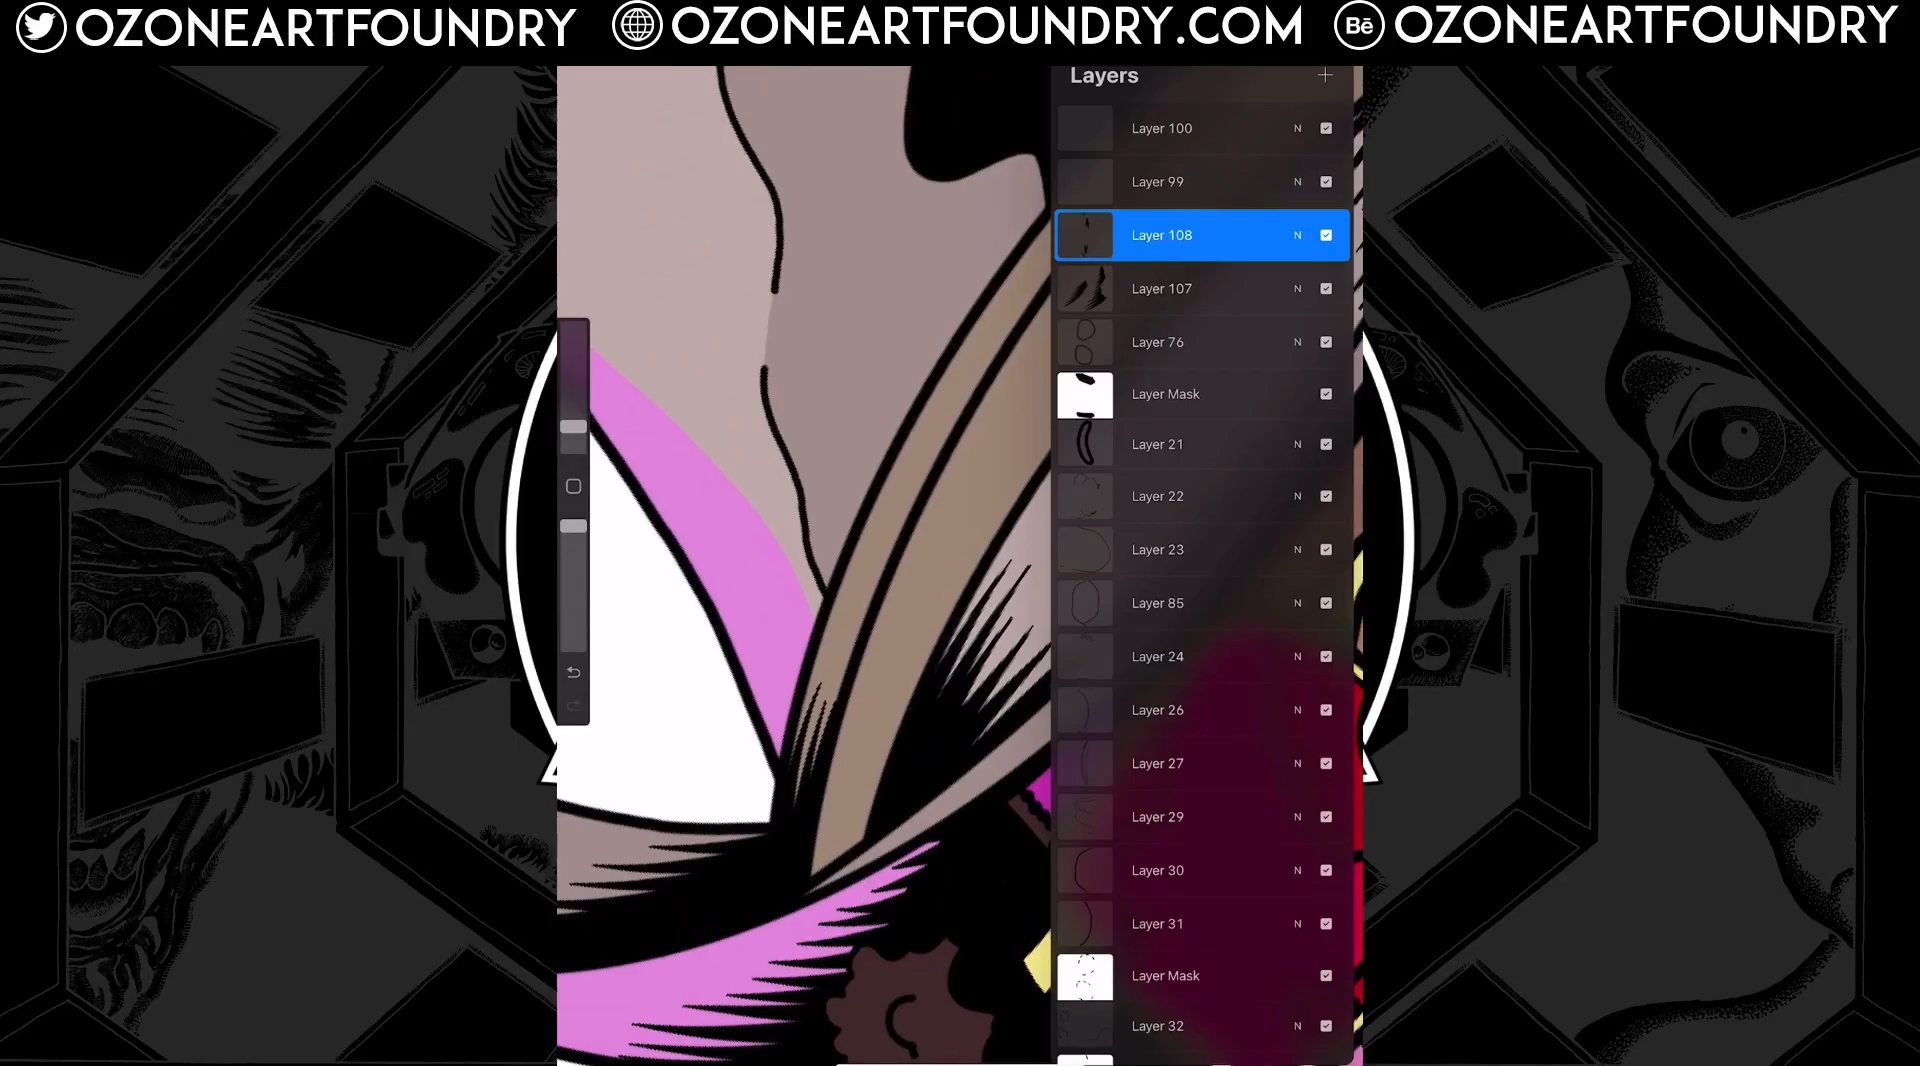 OZONEARTFOUNDRY OZONEARTFOUNDRY.COM Bē OZONEARTFOUNDRY
Layers
Layer 100 N
Layer 99 N
Layer 108 N
Layer 107 N
Layer 76 N
Layer Mask
Layer 21 N
Layer 22 N
Layer 23 N
Layer 85 N
Layer 24 N
Layer 26 N
Layer 27 N
Layer 29 N
Layer 30 N
Layer 31 N
Layer Mask
Layer 32 N